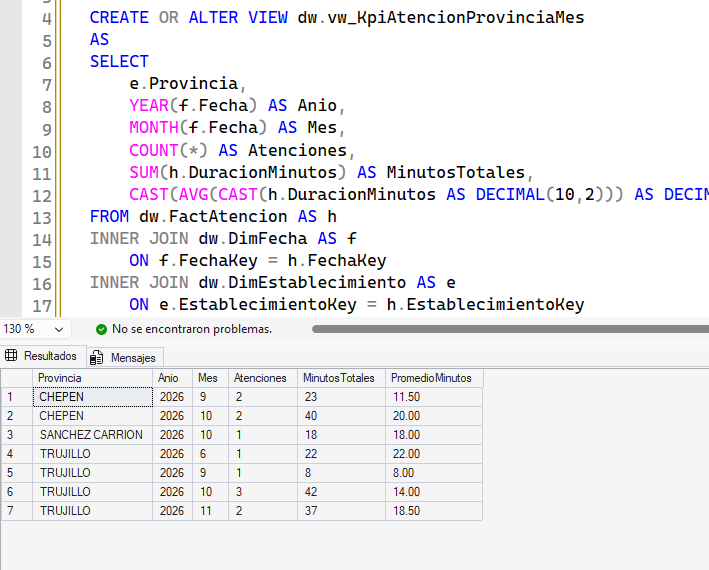 4 CREATE OR ALTER VIEW dw.vw_KpiAtencionProvinciaMes
5 AS
6 SELECT
7 e.Provincia,
8 YEAR(f.Fecha) AS Anio,
9 MONTH(f.Fecha) AS Mes,
10 COUNT(*) AS Atenciones,
11 SUM(h.DuracionMinutos) AS MinutosTotales,
12 CAST(AVG(CAST(h.DuracionMinutos AS DECIMAL(10,2))) AS DECIM
13 FROM dw.FactAtencion AS h
14 INNER JOIN dw.DimFecha AS f
15 ON f.FechaKey = h.FechaKey
16 INNER JOIN dw.DimEstablecimiento AS e
17 ON e.EstablecimientoKey = h.EstablecimientoKey
130 % No se encontraron problemas.
Resultados Mensajes
Provincia Anio Mes Atenciones MinutosTotales PromedioMinutos
1 CHEPEN 2026 9 2 23 11.50
2 CHEPEN 2026 10 2 40 20.00
3 SANCHEZ CARRION 2026 10 1 18 18.00
4 TRUJILLO 2026 6 1 22 22.00
5 TRUJILLO 2026 9 1 8 8.00
6 TRUJILLO 2026 10 3 42 14.00
7 TRUJILLO 2026 11 2 37 18.50